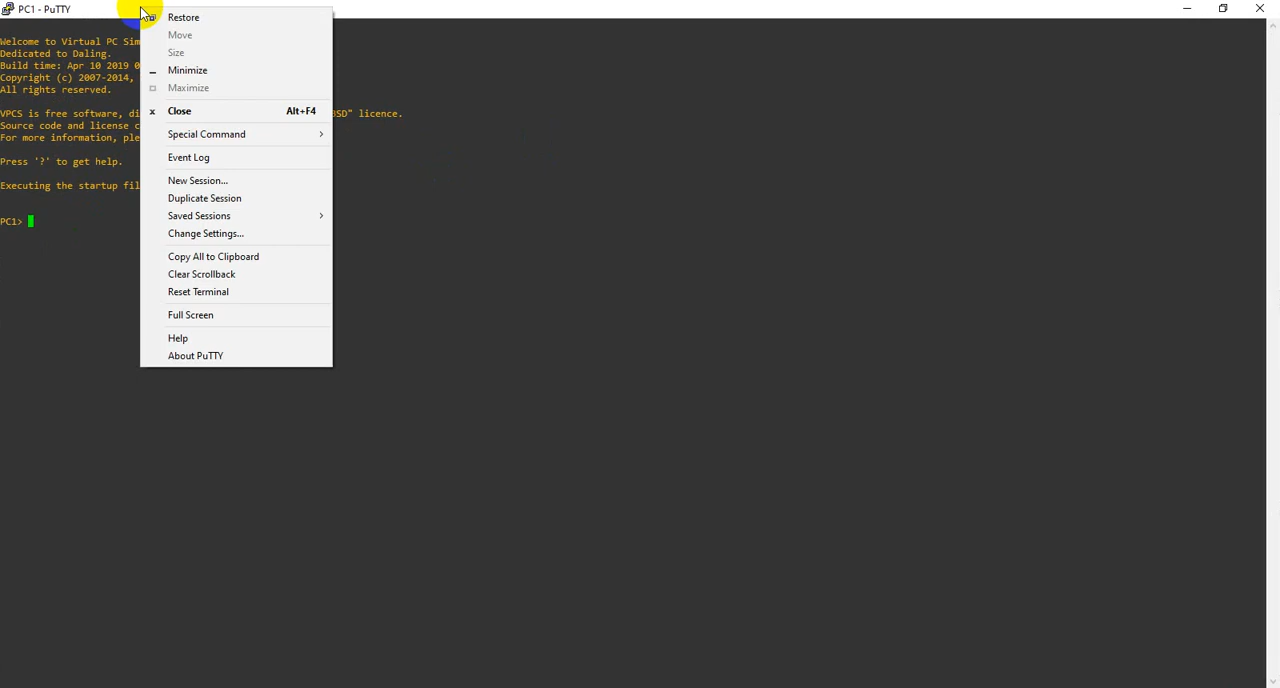 PC1 - PuTTY
Welcome to Virtual PC Sim
Dedicated to Daling.
Build time: Apr 10 2019 0
Copyright (c) 2007-2014,
All rights reserved.
VPCS is free software, di BSD" licence.
Source code and license c
For more information, ple
Press '?' to get help.
Executing the startup fil
PC1>
Restore
Move
Size
Minimize
Maximize
Close Alt+F4
Special Command
Event Log
New Session...
Duplicate Session
Saved Sessions
Change Settings...
Copy All to Clipboard
Clear Scrollback
Reset Terminal
Full Screen
Help
About PuTTY